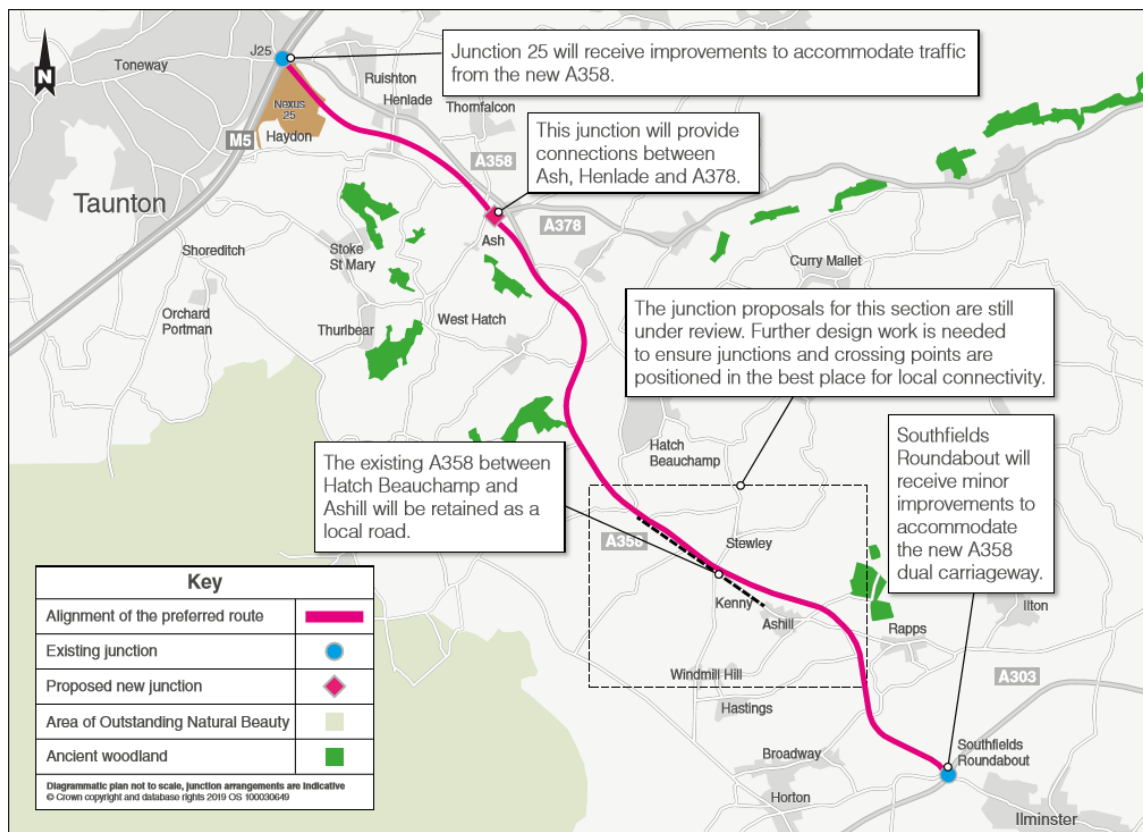 N
J25
Toneway
Junction 25 will receive improvements to accommodate traffic
from the new A358.
Ruishton
Henlade
Thornfalcon
Nexus
25
Haydon
M5
A358
This junction will provide
connections between
Ash, Henlade and A378.
Taunton
Shoreditch
Stoke
St Mary
Ash
A378
Curry Mallet
Orchard
Portman
Thurlbear
West Hatch
The junction proposals for this section are still
under review. Further design work is needed
to ensure junctions and crossing points are
positioned in the best place for local connectivity.
Hatch
Beauchamp
Southfields
Roundabout will
receive minor
improvements to
accommodate
the new A358
dual carriageway.
The existing A358 between
Hatch Beauchamp and
Ashill will be retained as a
local road.
A358
Stewley
Kenny
Ashill
Rapps
Ilton
Windmill Hill
Hastings
A303
Broadway
Horton
Southfields
Roundabout
Ilminster
Key
Alignment of the preferred route
Existing junction
Proposed new junction
Area of Outstanding Natural Beauty
Ancient woodland
Diagrammatic plan not to scale, junction arrangements are indicative
© Crown copyright and database rights 2019 OS 100030649